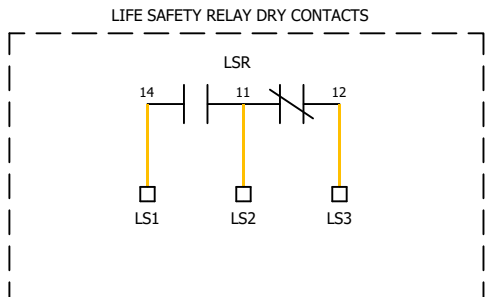 LIFE SAFETY RELAY DRY CONTACTS
LSR
14 11 12
LS1 LS2 LS3